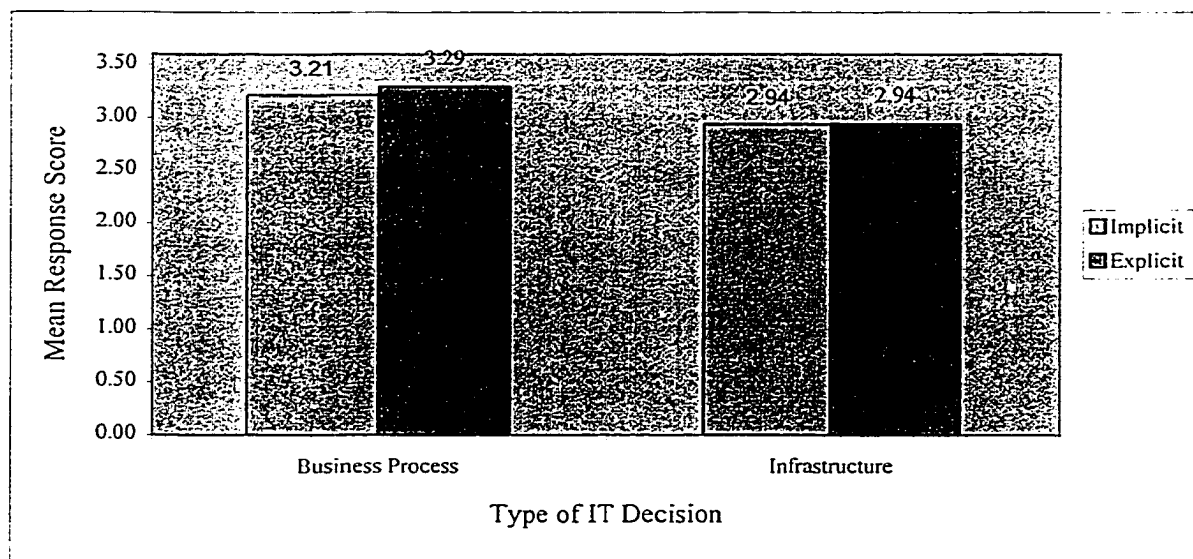 3.50
3.00
2.50
2.00
1.50
1.00
0.50
0.00
Mean Response Score
3.21
3.29
2.94
2.94
Business Process
Infrastructure
Type of IT Decision
Implicit
Explicit